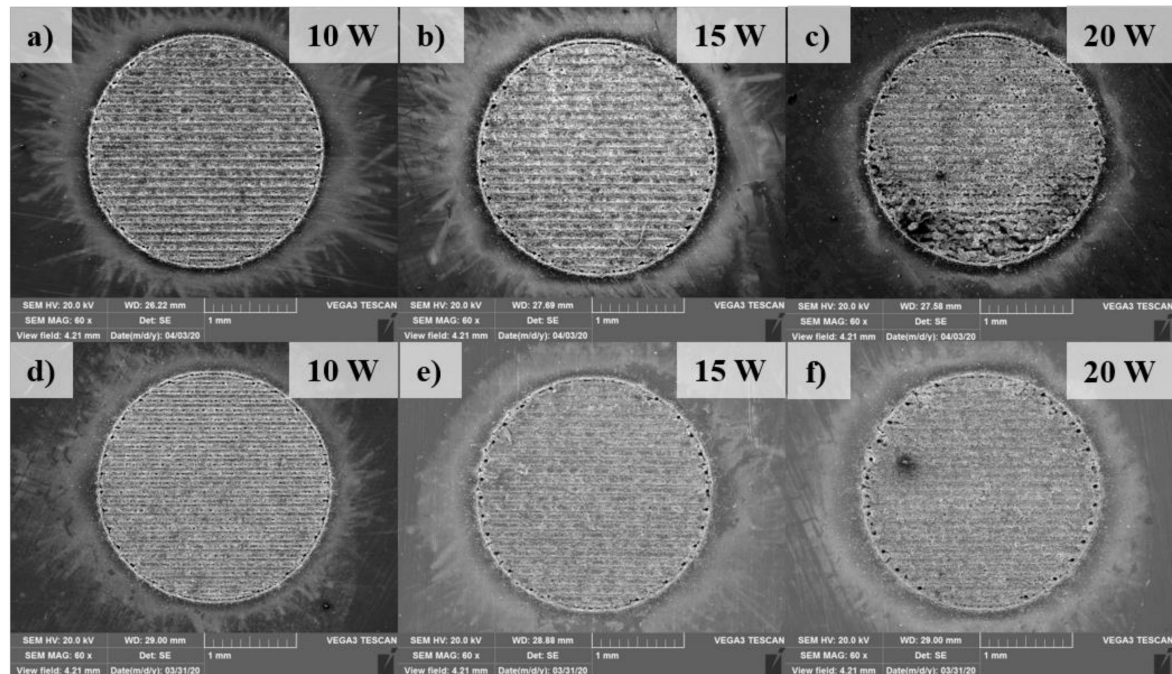 a) 10 W
b) 15 W
c) 20 W
SEM HV: 20.0 kV WD: 26.22 mm VEGA3 TESCAN
SEM MAG: 60 x Det: SE 1 mm
View field: 4.21 mm Date(m/d/y): 04/03/20
SEM HV: 20.0 kV WD: 27.69 mm VEGA3 TESCAN
SEM MAG: 60 x Det: SE 1 mm
View field: 4.21 mm Date(m/d/y): 04/03/20
SEM HV: 20.0 kV WD: 27.58 mm VEGA3 TESCAN
SEM MAG: 60 x Det: SE 1 mm
View field: 4.21 mm Date(m/d/y): 04/03/20
d) 10 W
e) 15 W
f) 20 W
SEM HV: 20.0 kV WD: 29.00 mm VEGA3 TESCAN
SEM MAG: 60 x Det: SE 1 mm
View field: 4.21 mm Date(m/d/y): 03/31/20
SEM HV: 20.0 kV WD: 28.88 mm VEGA3 TESCAN
SEM MAG: 60 x Det: SE 1 mm
View field: 4.21 mm Date(m/d/y): 03/31/20
SEM HV: 20.0 kV WD: 29.00 mm VEGA3 TESCAN
SEM MAG: 60 x Det: SE 1 mm
View field: 4.21 mm Date(m/d/y): 03/31/20